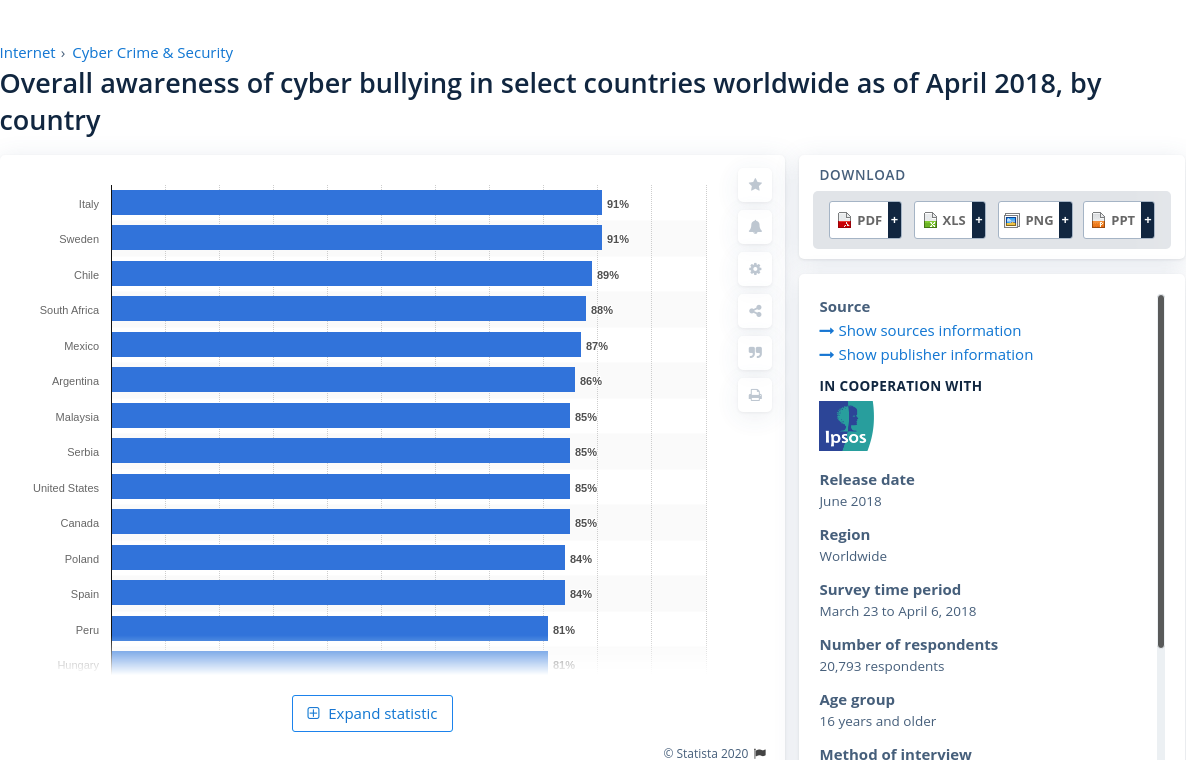 Internet › Cyber Crime & Security
Overall awareness of cyber bullying in select countries worldwide as of April 2018, by
country
Italy 91%
Sweden 91%
Chile 89%
South Africa 88%
Mexico 87%
Argentina 86%
Malaysia 85%
Serbia 85%
United States 85%
Canada 85%
Poland 84%
Spain 84%
Peru 81%
Hungary 81%
Expand statistic
© Statista 2020
DOWNLOAD
PDF + XLS + PNG + PPT +
Source
Show sources information
Show publisher information
IN COOPERATION WITH
Ipsos
Release date
June 2018
Region
Worldwide
Survey time period
March 23 to April 6, 2018
Number of respondents
20,793 respondents
Age group
16 years and older
Method of interview